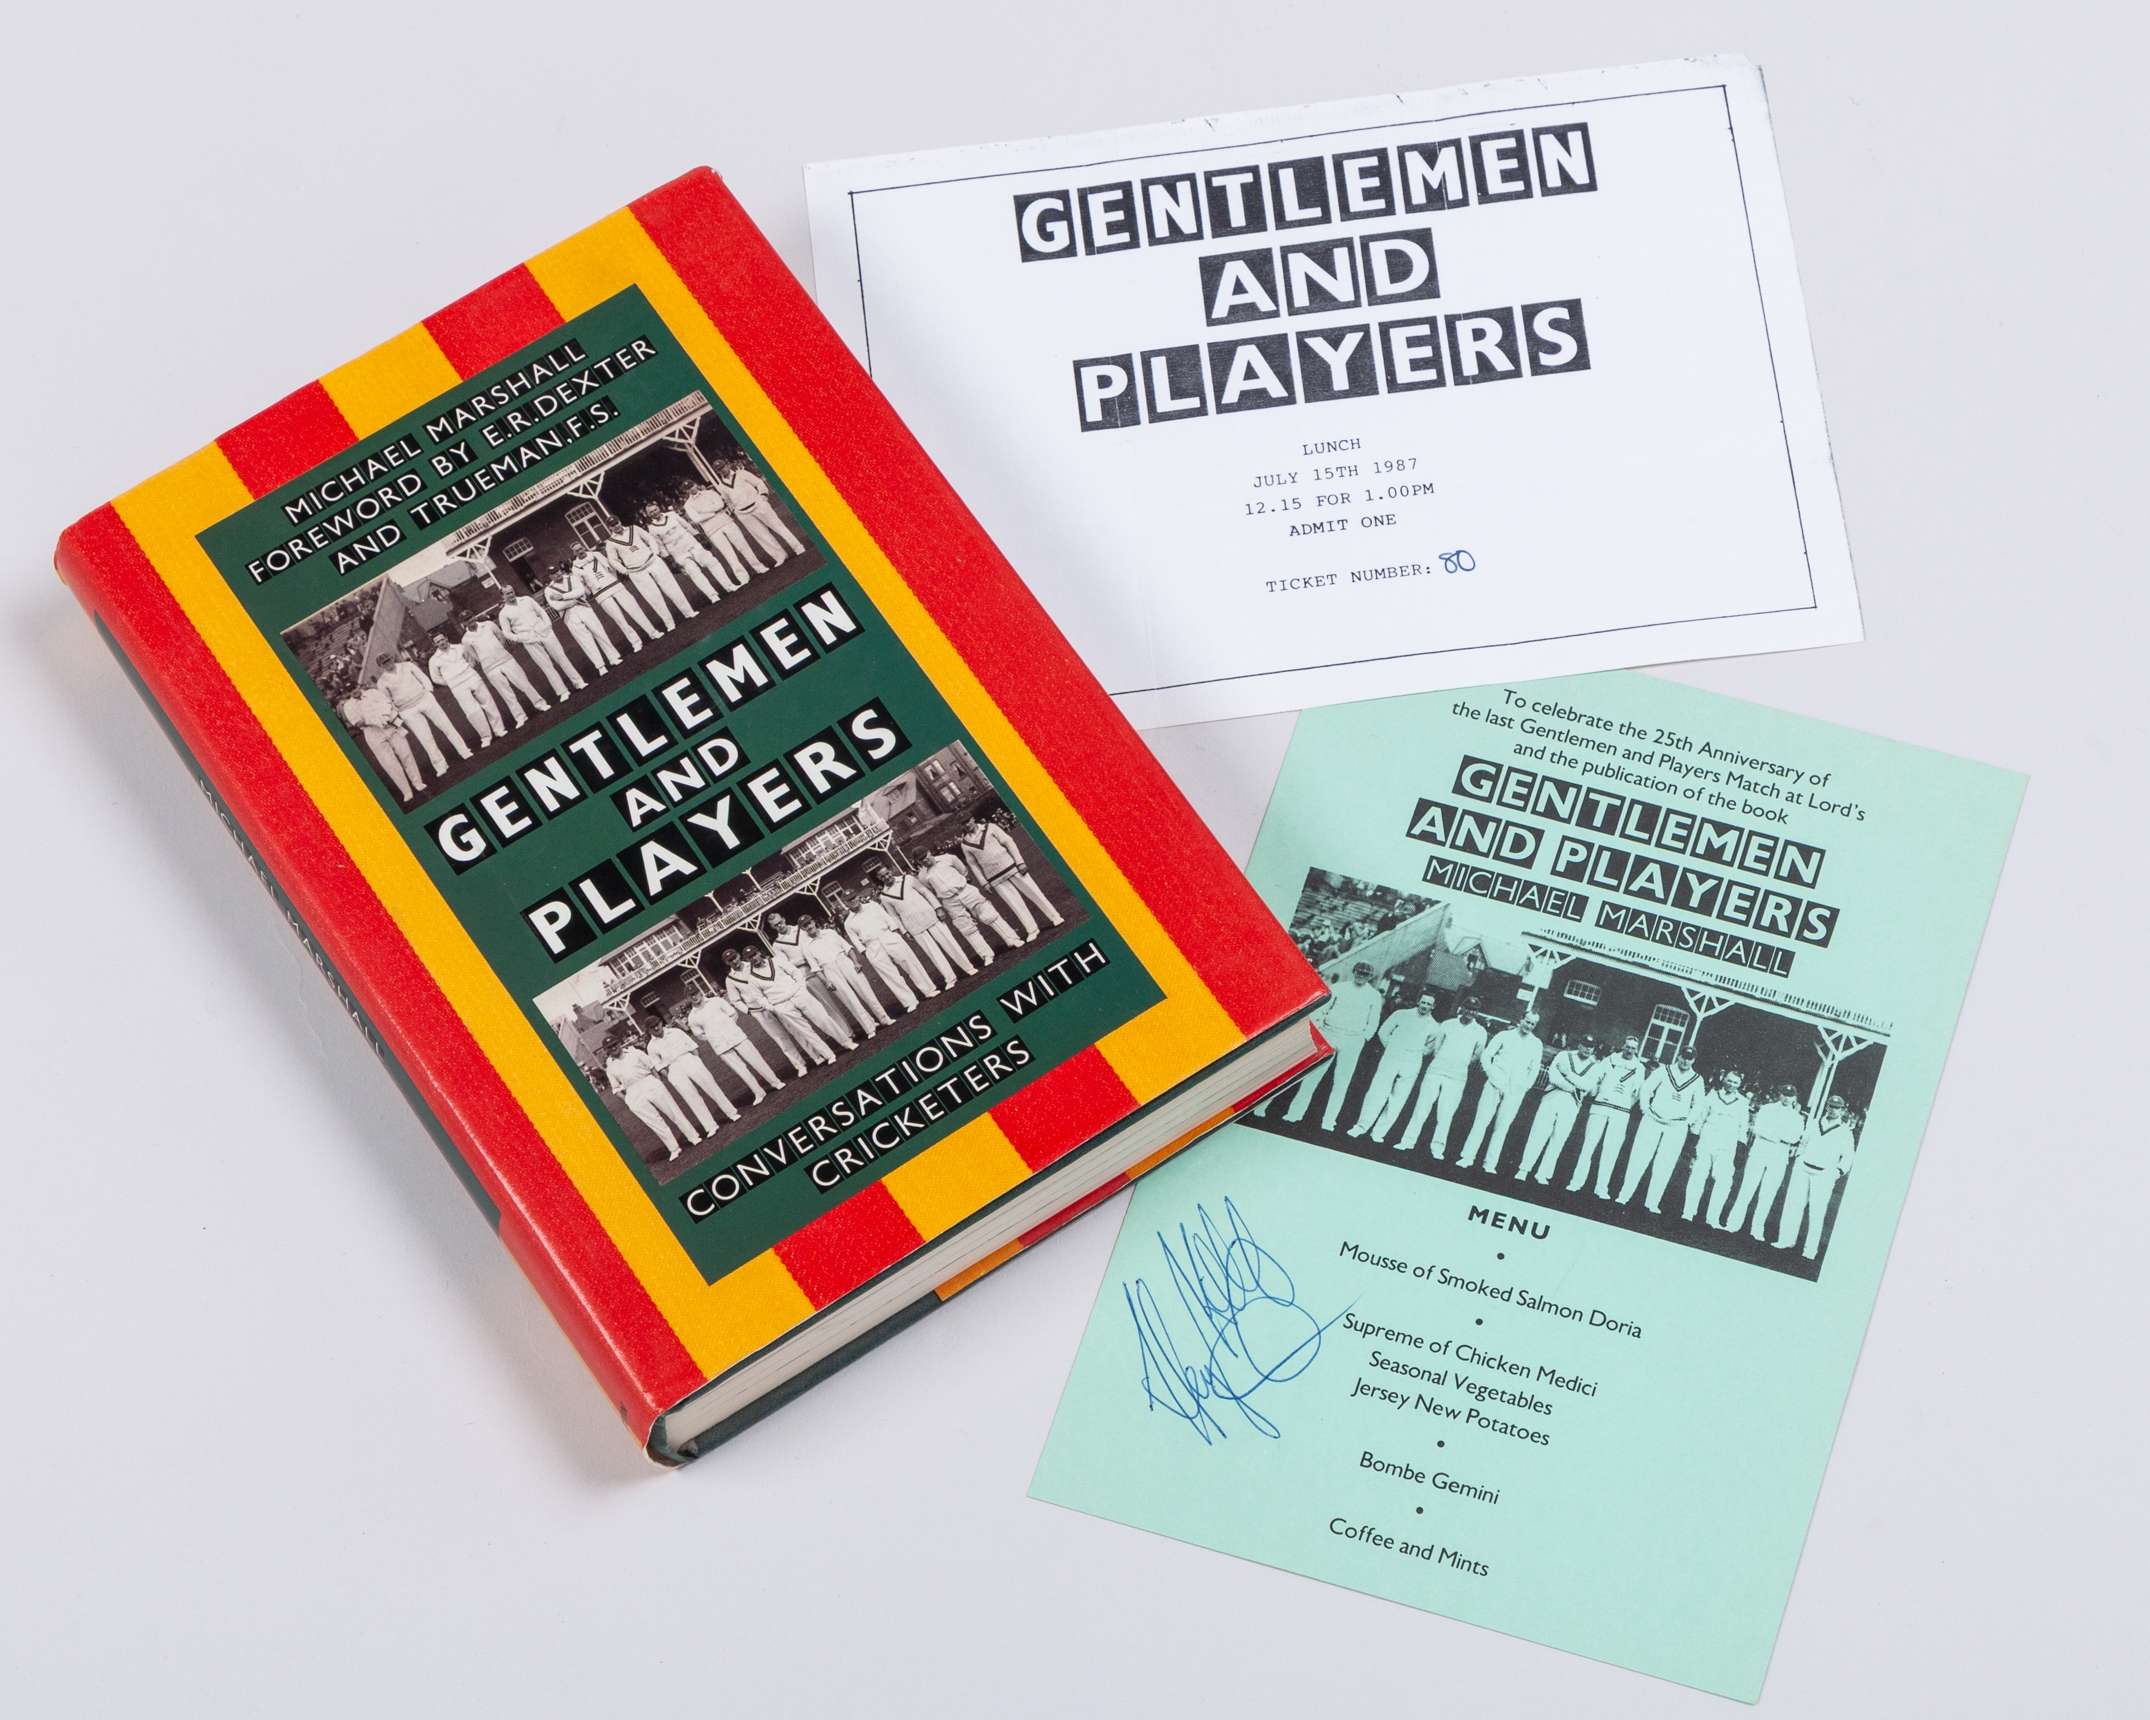 MICHAEL MARSHALL
FOREWORD BY E.R.DEXTER
AND TRUEMAN,F.S.
GENTLEMEN
AND
PLAYERS
CONVERSATIONS WITH
CRICKETERS
MICHAEL MARSHALL
GENTLEMEN
AND
PLAYERS
LUNCH
JULY 15TH 1987
12.15 FOR 1.00PM
ADMIT ONE
TICKET NUMBER: 80
To celebrate the 25th Anniversary of
the last Gentlemen and Players Match at Lord's
and the publication of the book
GENTLEMEN
AND PLAYERS
MICHAEL MARSHALL
MENU
•
Mousse of Smoked Salmon Doria
•
Supreme of Chicken Medici
Seasonal Vegetables
Jersey New Potatoes
•
Bombe Gemini
•
Coffee and Mints